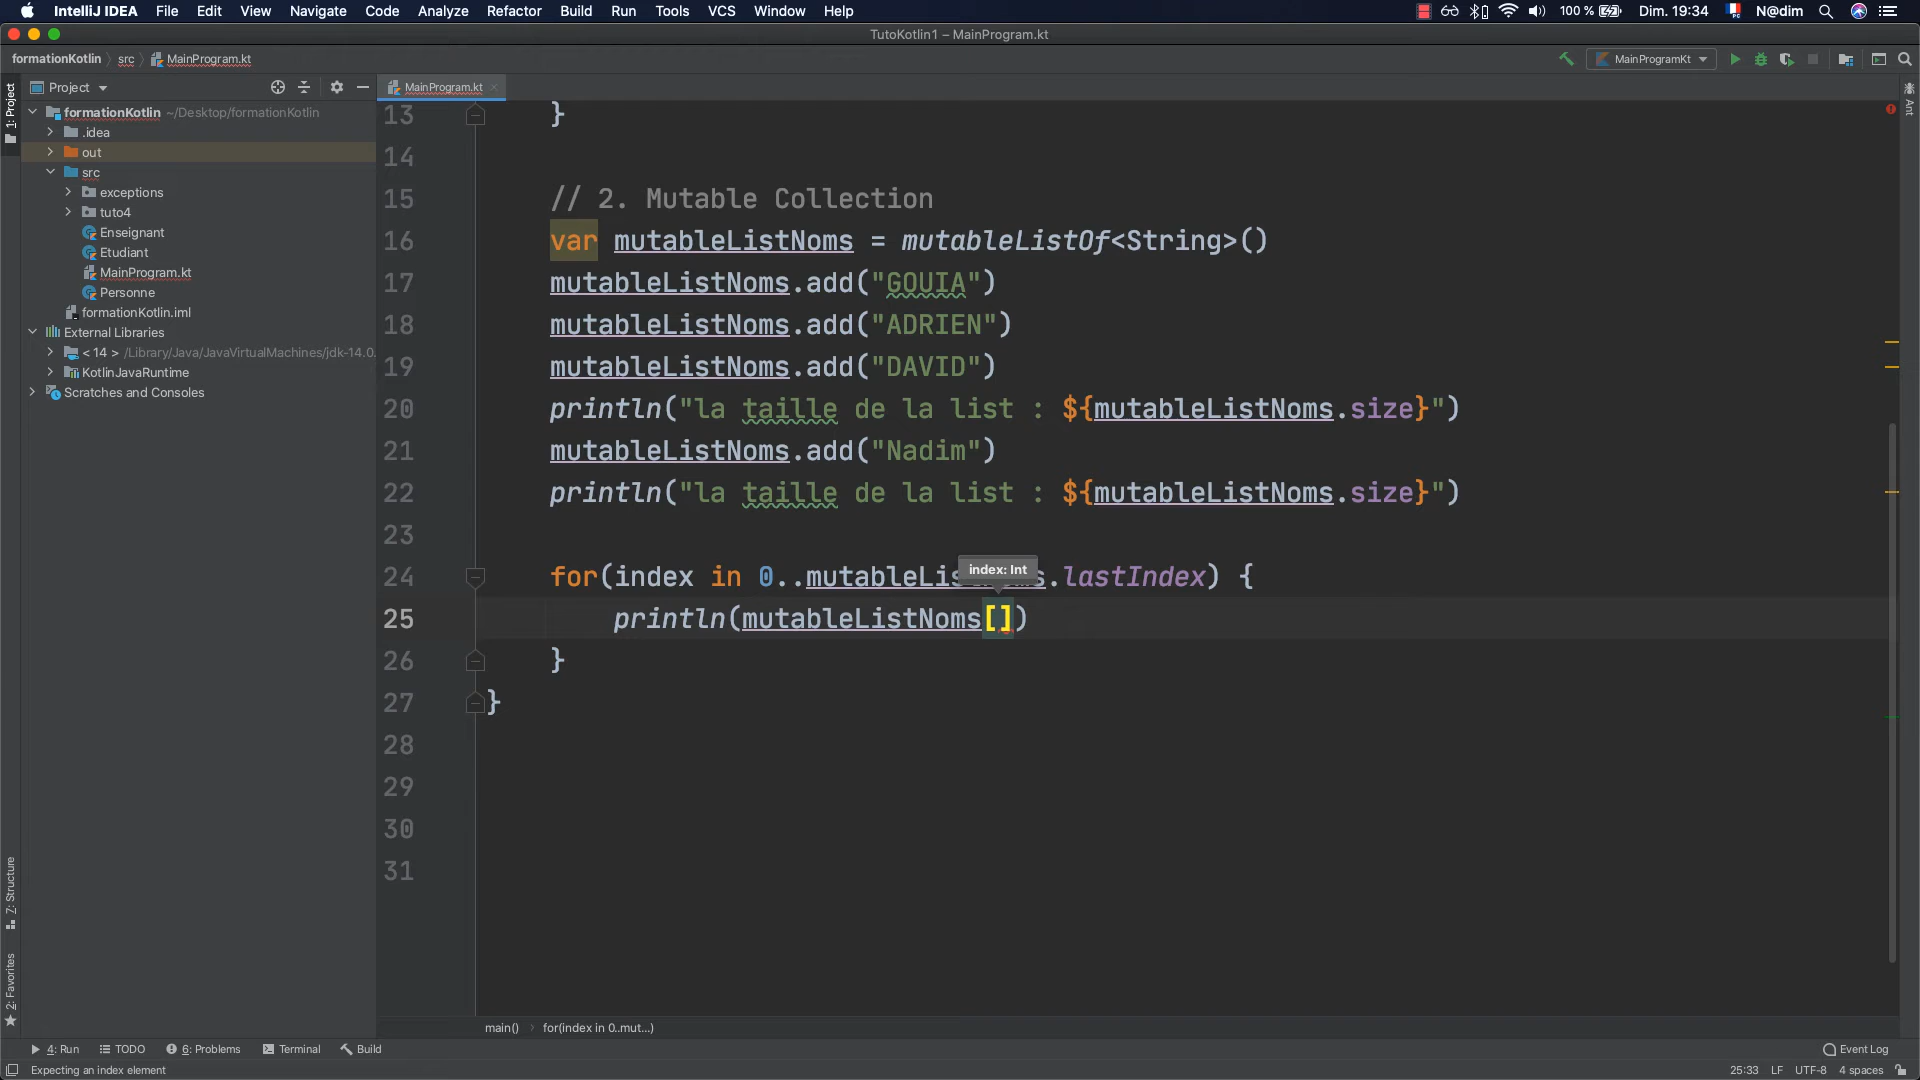 IntelliJ IDEA File Edit View Navigate Code Analyze Refactor Build Run Tools VCS Window Help 100 % Dim. 19:34 N@dim
TutoKotlin1 – MainProgram.kt
formationKotlin src MainProgram.kt MainProgramKt
Project MainProgram.kt
1: Project
Ant
formationKotlin ~/Desktop/formationKotlin
.idea
out
src
exceptions
tuto4
Enseignant
Etudiant
MainProgram.kt
Personne
formationKotlin.iml
External Libraries
< 14 > /Library/Java/JavaVirtualMachines/jdk-14.0.
KotlinJavaRuntime
Scratches and Consoles
13 }
14
15 // 2. Mutable Collection
16 var mutableListNoms = mutableListOf<String>()
17 mutableListNoms.add("GOUIA")
18 mutableListNoms.add("ADRIEN")
19 mutableListNoms.add("DAVID")
20 println("la taille de la list : ${mutableListNoms.size}")
21 mutableListNoms.add("Nadim")
22 println("la taille de la list : ${mutableListNoms.size}")
23
index: Int
24 for(index in 0..mutableListNoms.lastIndex) {
25 println(mutableListNoms[])
26 }
27 }
28
29
30
31
7: Structure
2: Favorites
main() for(index in 0..mut...)
4: Run TODO 6: Problems Terminal Build Event Log
Expecting an index element 25:33 LF UTF-8 4 spaces